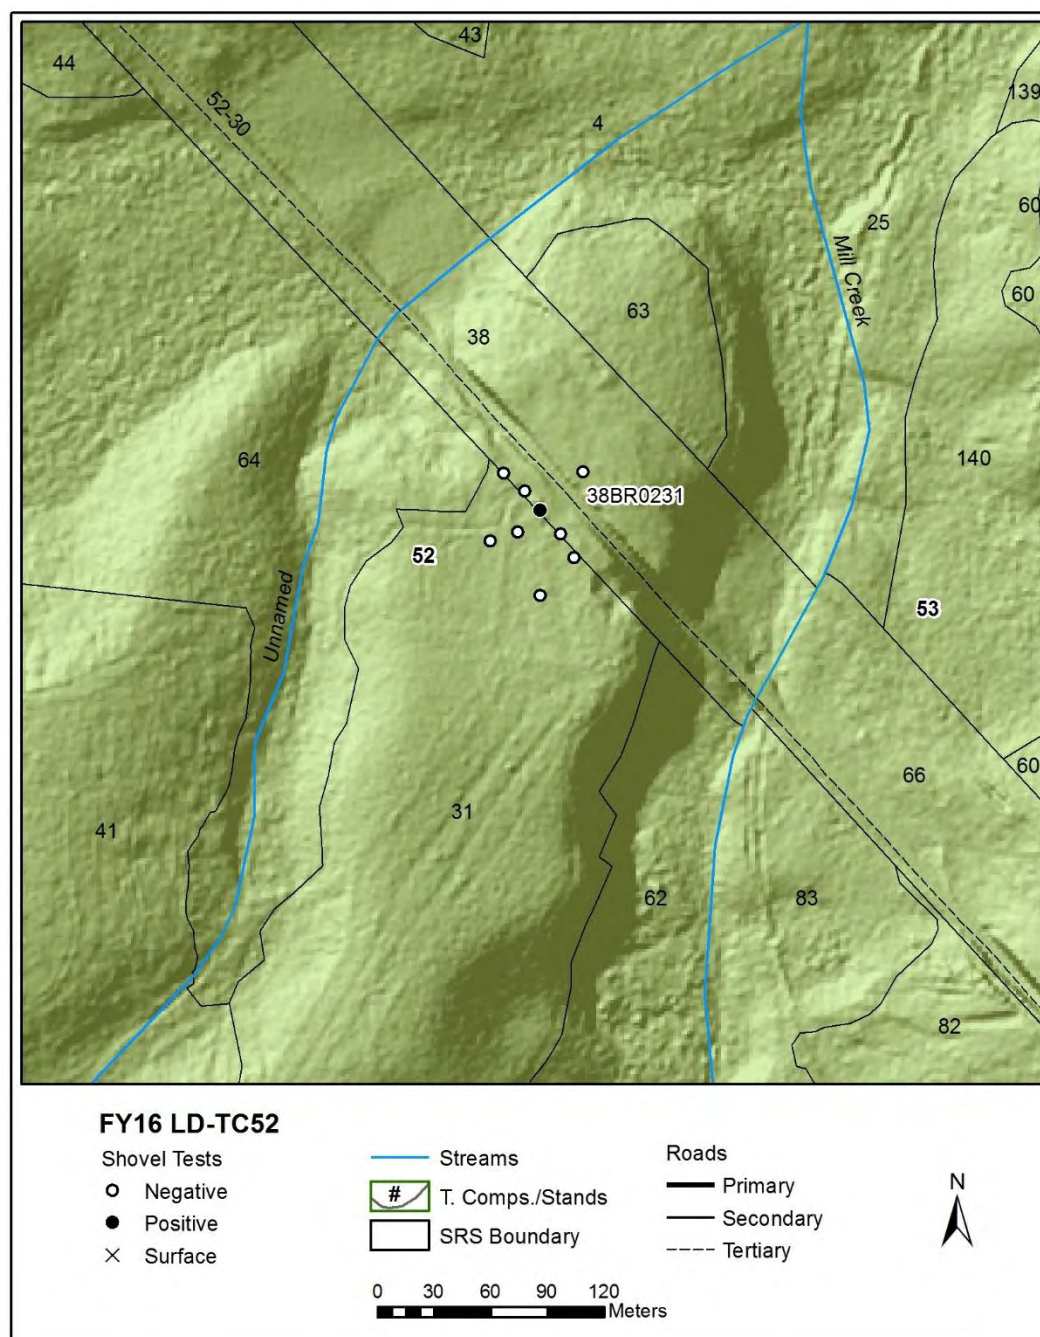 43
44
139
52-30
4
60
25
Mill Creek
60
63
38
64
140
38BR0231
52
53
Unnamed
60
66
31
41
62
83
82
FY16 LD-TC52
Shovel Tests
Negative
Positive
Surface
Streams
# T. Comps./Stands
SRS Boundary
Roads
Primary
Secondary
Tertiary
N
0 30 60 90 120
Meters